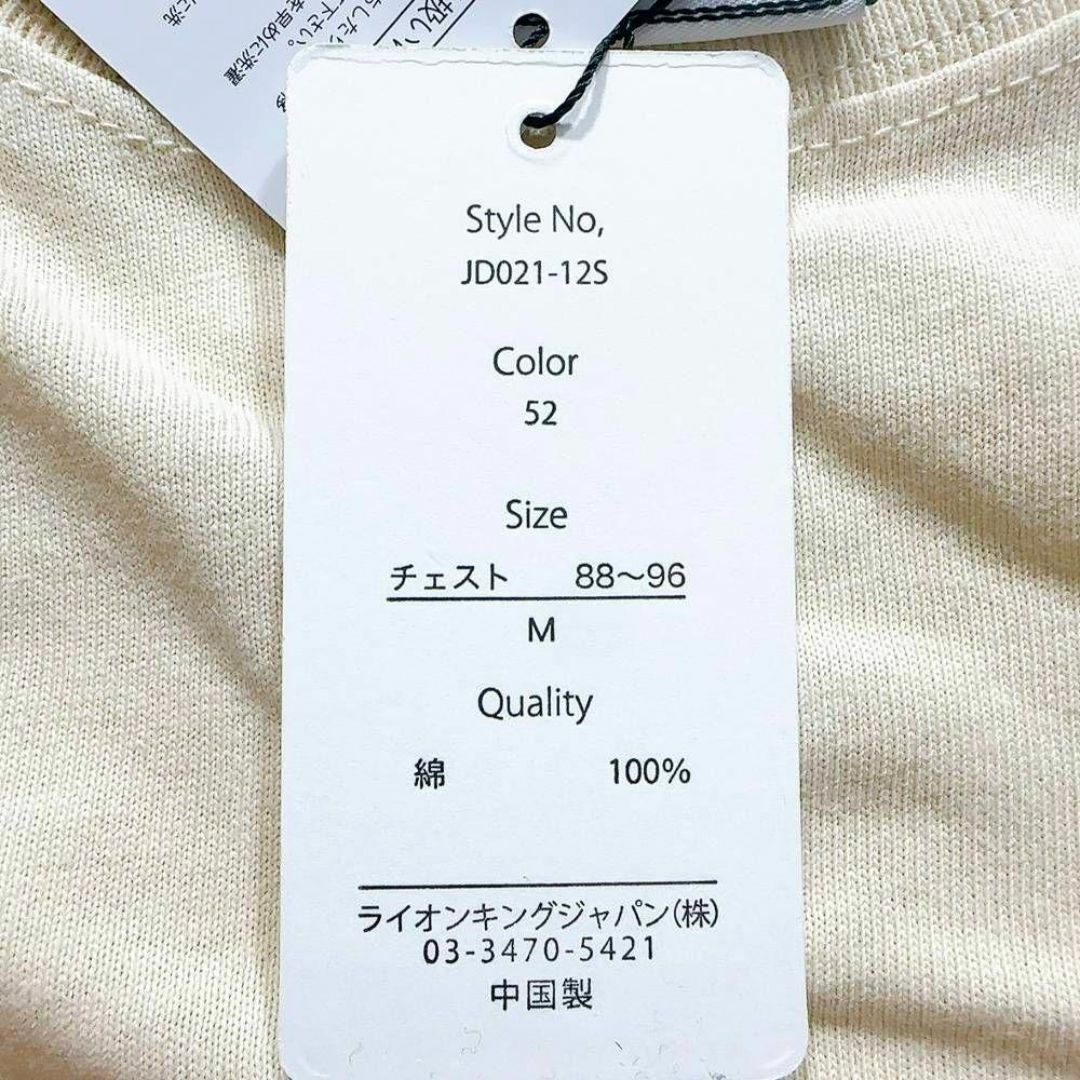 Style No,
JD021-12S
Color
52
Size
チェスト 88～96
M
Quality
綿 100%
ライオンキングジャパン(株)
03-3470-5421
中国製